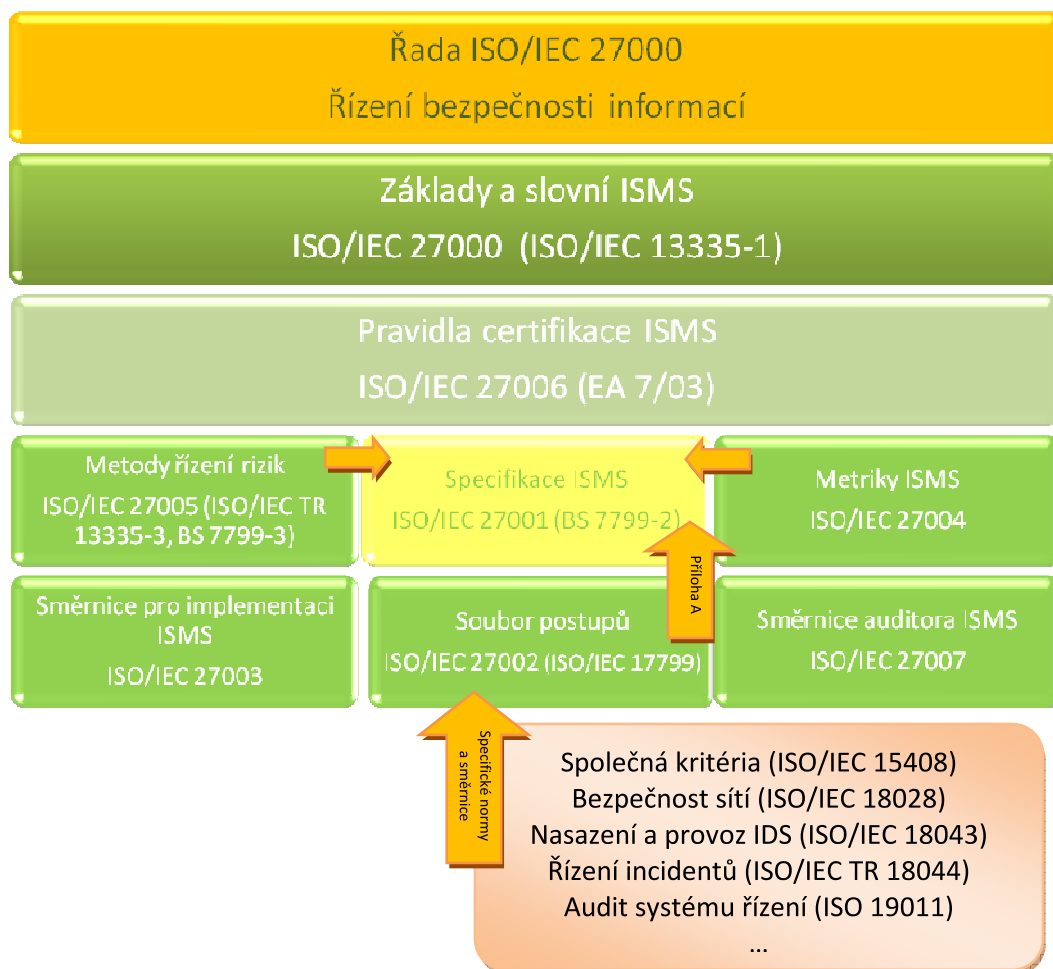 Řada ISO/IEC 27000
Řízení bezpečnosti informací
Základy a slovní ISMS
ISO/IEC 27000 (ISO/IEC 13335-1)
Pravidla certifikace ISMS
ISO/IEC 27006 (EA 7/03)
Metody řízení rizik
ISO/IEC 27005 (ISO/IEC TR
13335-3, BS 7799-3)
Specifikace ISMS
ISO/IEC 27001 (BS 7799-2)
Metriky ISMS
ISO/IEC 27004
Příloha A
Směrnice pro implementaci
ISMS
ISO/IEC 27003
Soubor postupů
ISO/IEC 27002 (ISO/IEC 17799)
Směrnice auditora ISMS
ISO/IEC 27007
Specifické normy
a směrnice
Společná kritéria (ISO/IEC 15408)
Bezpečnost sítí (ISO/IEC 18028)
Nasazení a provoz IDS (ISO/IEC 18043)
Řízení incidentů (ISO/IEC TR 18044)
Audit systému řízení (ISO 19011)
...